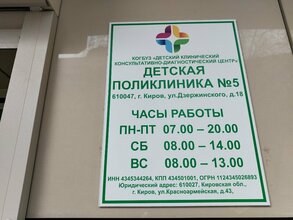 КОГБУЗ «ДЕТСКИЙ КЛИНИЧЕСКИЙ
КОНСУЛЬТАТИВНО-ДИАГНОСТИЧЕСКИЙ ЦЕНТР»
ДЕТСКАЯ
ПОЛИКЛИНИКА №5
610047, г. Киров, ул.Дзержинского, д.18
ЧАСЫ РАБОТЫ
ПН-ПТ 07.00 – 20.00
СБ 08.00 – 14.00
ВС 08.00 – 13.00
ИНН 4345344264, КПП 434501001, ОГРН 1124345026893
Юридический адрес: 610027, Кировская обл.,
г. Киров, ул.Красноармейская, д.43,